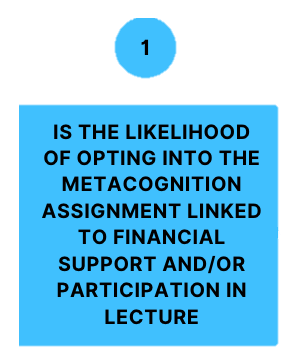 1
IS THE LIKELIHOOD
OF OPTING INTO THE
METACOGNITION
ASSIGNMENT LINKED
TO FINANCIAL
SUPPORT AND/OR
PARTICIPATION IN
LECTURE